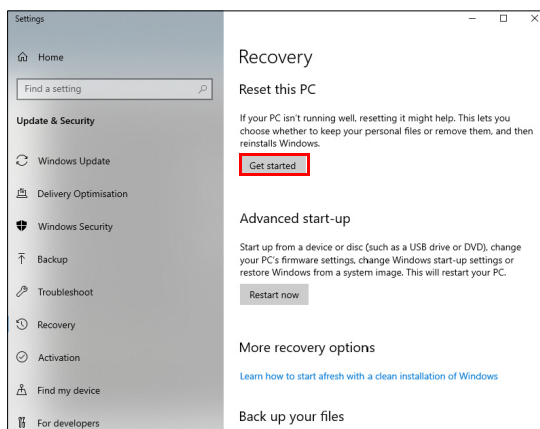 Settings
Home
Find a setting
Update & Security
Windows Update
Delivery Optimisation
Windows Security
Backup
Troubleshoot
Recovery
Activation
Find my device
For developers
Recovery
Reset this PC
If your PC isn't running well, resetting it might help. This lets you
choose whether to keep your personal files or remove them, and then
reinstalls Windows.
Get started
Advanced start-up
Start up from a device or disc (such as a USB drive or DVD), change
your PC's firmware settings, change Windows start-up settings or
restore Windows from a system image. This will restart your PC.
Restart now
More recovery options
Learn how to start afresh with a clean installation of Windows
Back up your files